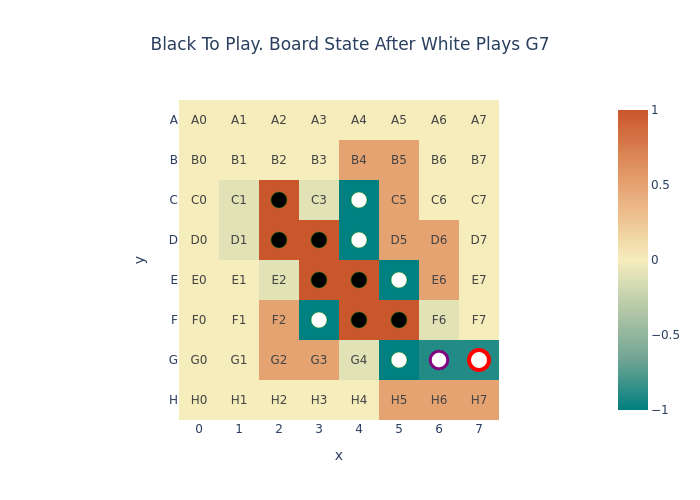 Black To Play. Board State After White Plays G7
A A0 A1 A2 A3 A4 A5 A6 A7
B B0 B1 B2 B3 B4 B5 B6 B7
C C0 C1 C3 C5 C6 C7
D D0 D1 D5 D6 D7
E E0 E1 E2 E6 E7
F F0 F1 F2 F6 F7
G G0 G1 G2 G3 G4
H H0 H1 H2 H3 H4 H5 H6 H7
0 1 2 3 4 5 6 7
x
y
1
0.5
0
−0.5
−1